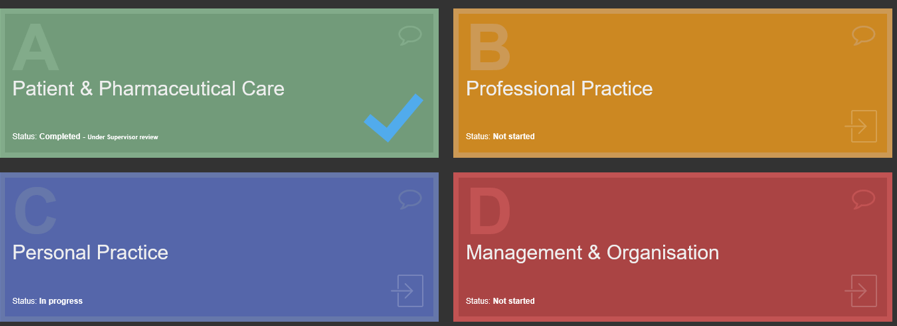 A
Patient & Pharmaceutical Care
Status: Completed - Under Supervisor review
B
Professional Practice
Status: Not started
C
Personal Practice
Status: In progress
D
Management & Organisation
Status: Not started